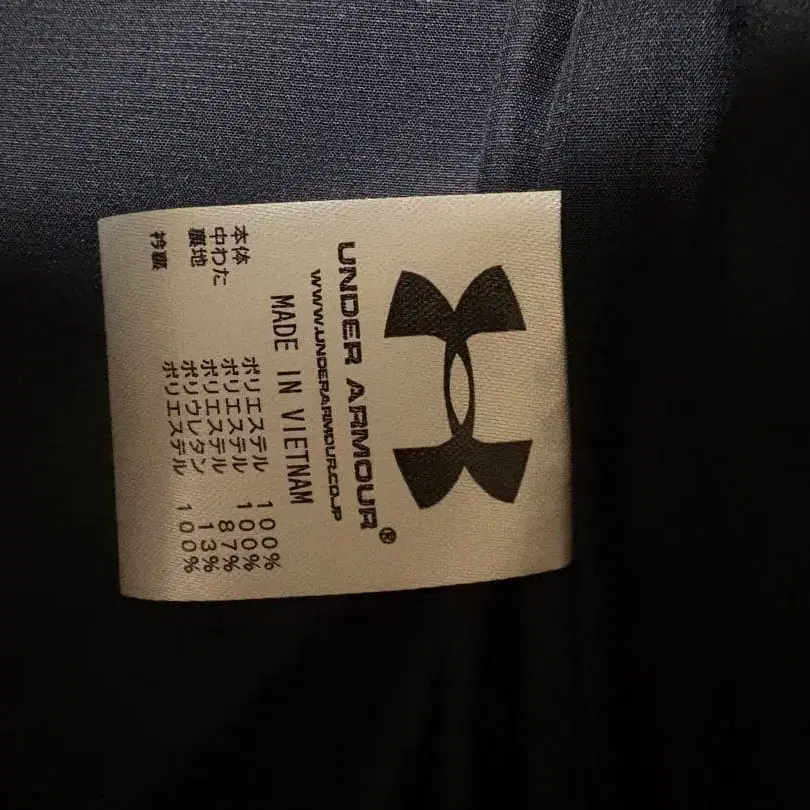 UNDER ARMOUR®
WWW.UNDERARMOUR.CO.JP
MADE IN VIETNAM
本体 ポリエステル 100%
中わた ポリエステル 100%
裏地 ポリエステル 87%
ポリウレタン 13%
衿裏 ポリエステル 100%